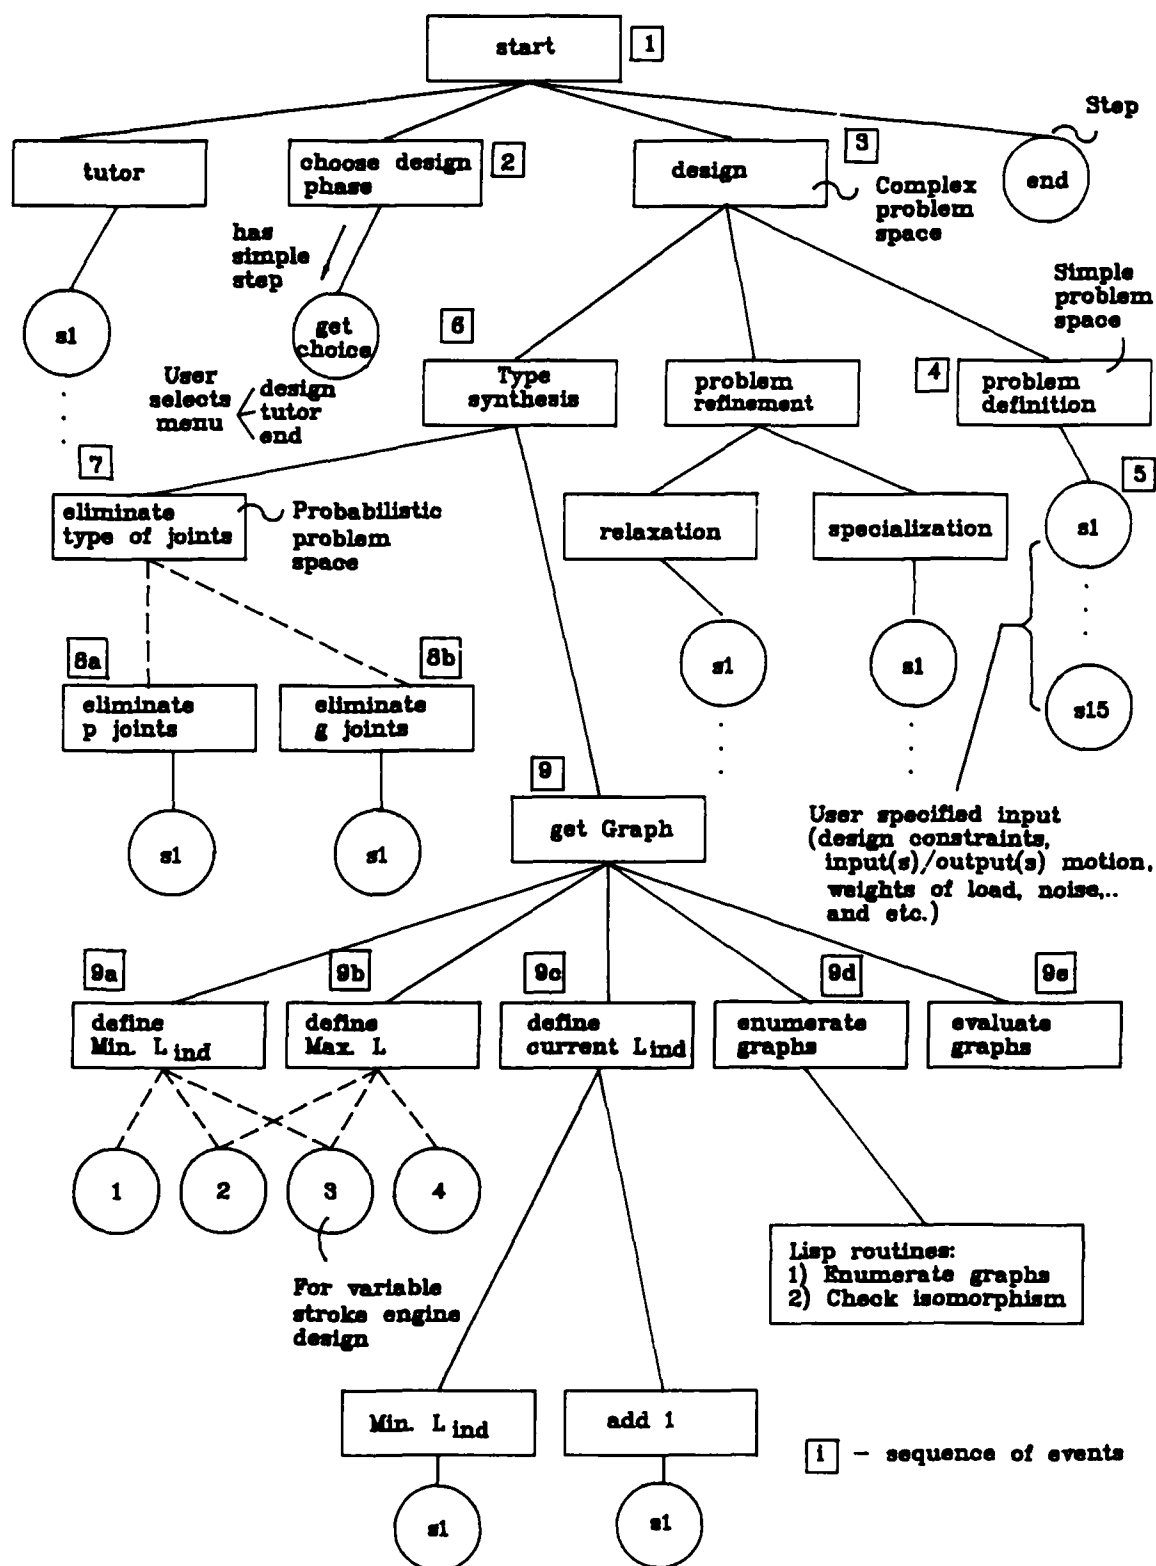 start
1
Step
tutor
choose design
phase
2
design
3
end
Complex
problem
space
has
simple
step
s1
get
choice
Simple
problem
space
6
User
selects
menu
design
tutor
end
Type
synthesis
problem
refinement
4
problem
definition
7
5
eliminate
type of joints
Probabilistic
problem
space
relaxation
specialization
s1
8a
8b
s1
s1
eliminate
p joints
eliminate
g joints
s15
9
s1
s1
get Graph
User specified input
(design constraints,
input(s)/output(s) motion,
weights of load, noise,..
and etc.)
9a
9b
9c
9d
9e
define
Min. L ind
define
Max. L
define
current Lind
enumerate
graphs
evaluate
graphs
1
2
3
4
Lisp routines:
1) Enumerate graphs
2) Check isomorphism
For variable
stroke engine
design
Min. L ind
add 1
i - sequence of events
s1
s1